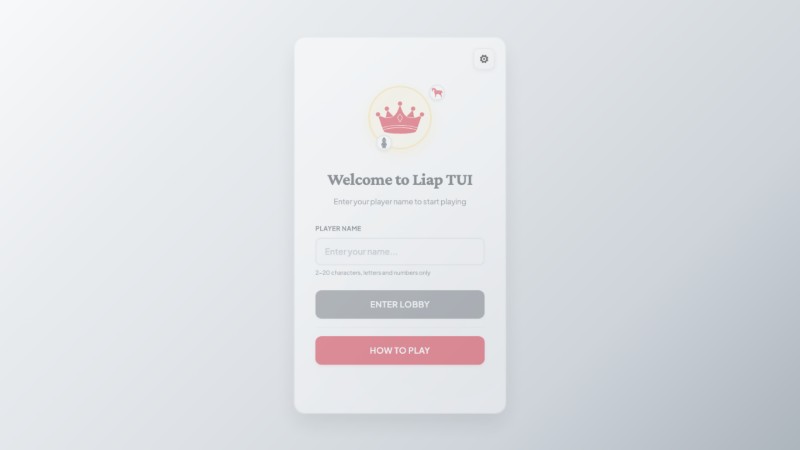 Welcome to Liap TUI
Enter your player name to start playing
PLAYER NAME
Enter your name...
2-20 characters, letters and numbers only
ENTER LOBBY
HOW TO PLAY